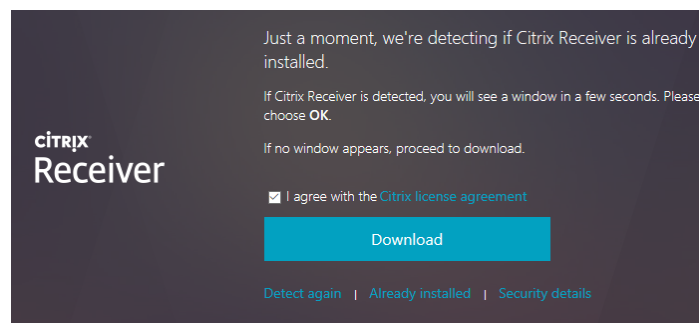 Just a moment, we're detecting if Citrix Receiver is already
installed.
If Citrix Receiver is detected, you will see a window in a few seconds. Please
choose OK.
CITRIX
Receiver
If no window appears, proceed to download.
I agree with the Citrix license agreement
Download
Detect again | Already installed | Security details